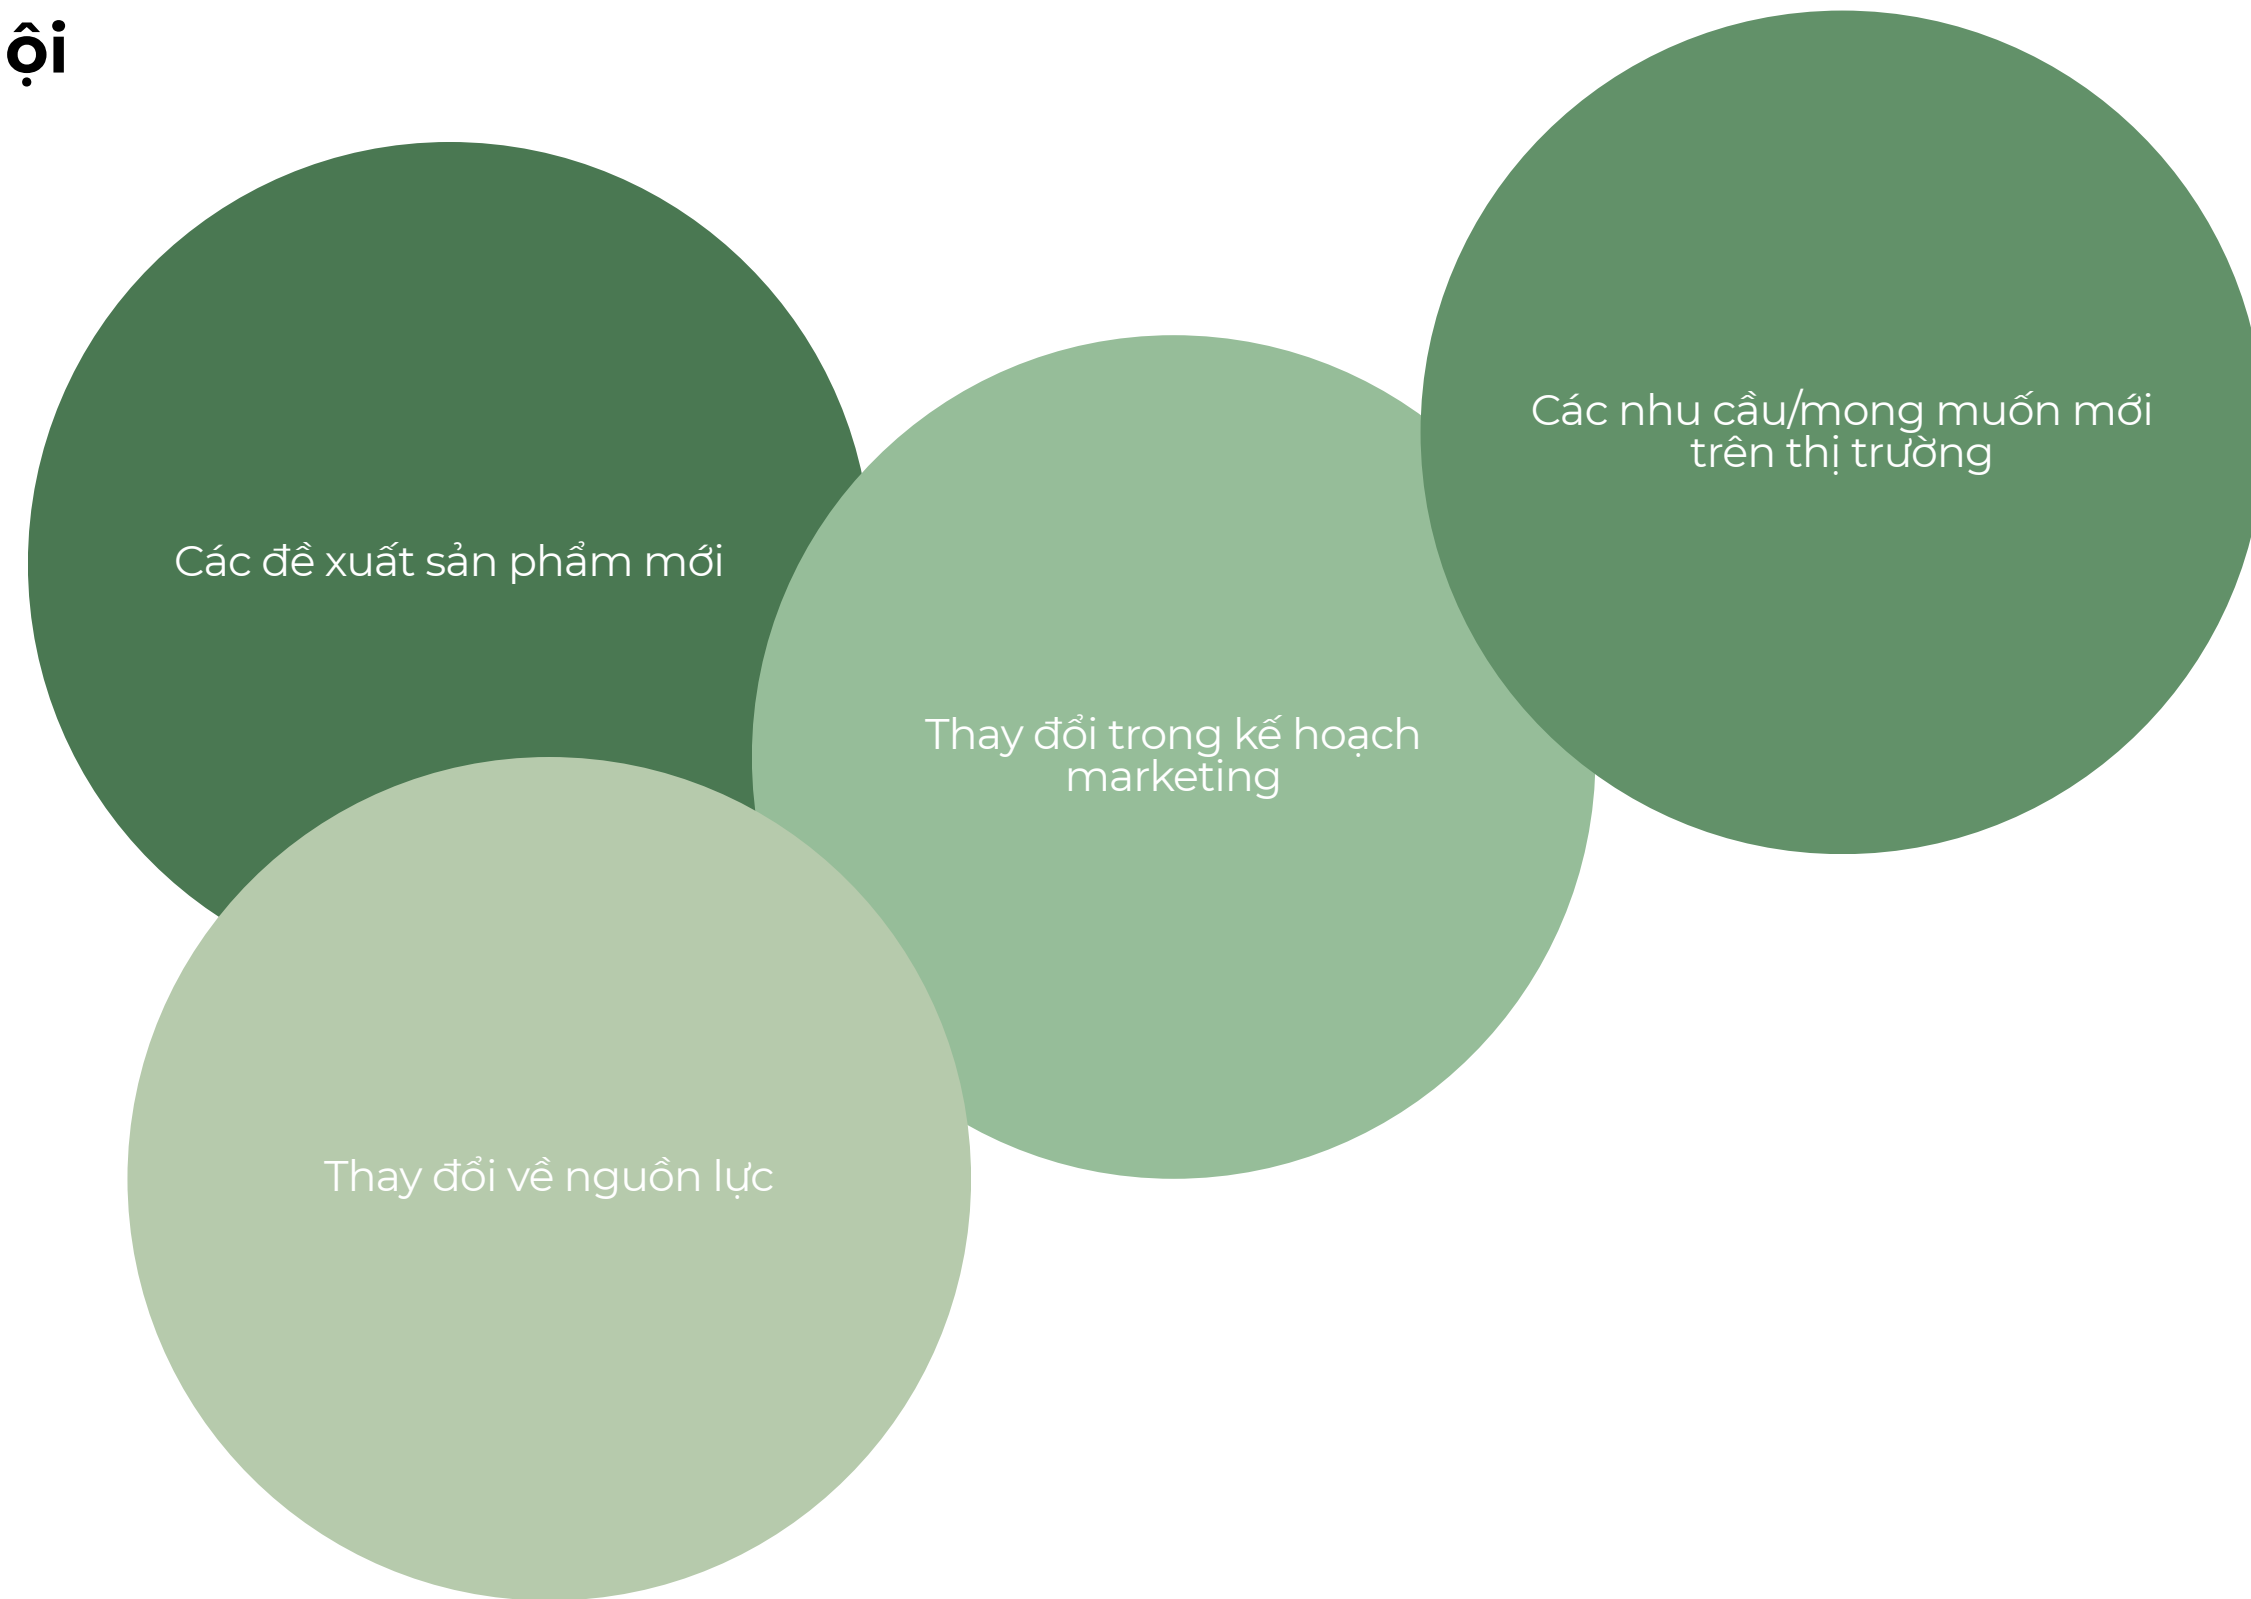 ội
Các nhu cầu/mong muốn mới
trên thị trường
Các đề xuất sản phẩm mới
Thay đổi trong kế hoạch
marketing
Thay đổi về nguồn lực